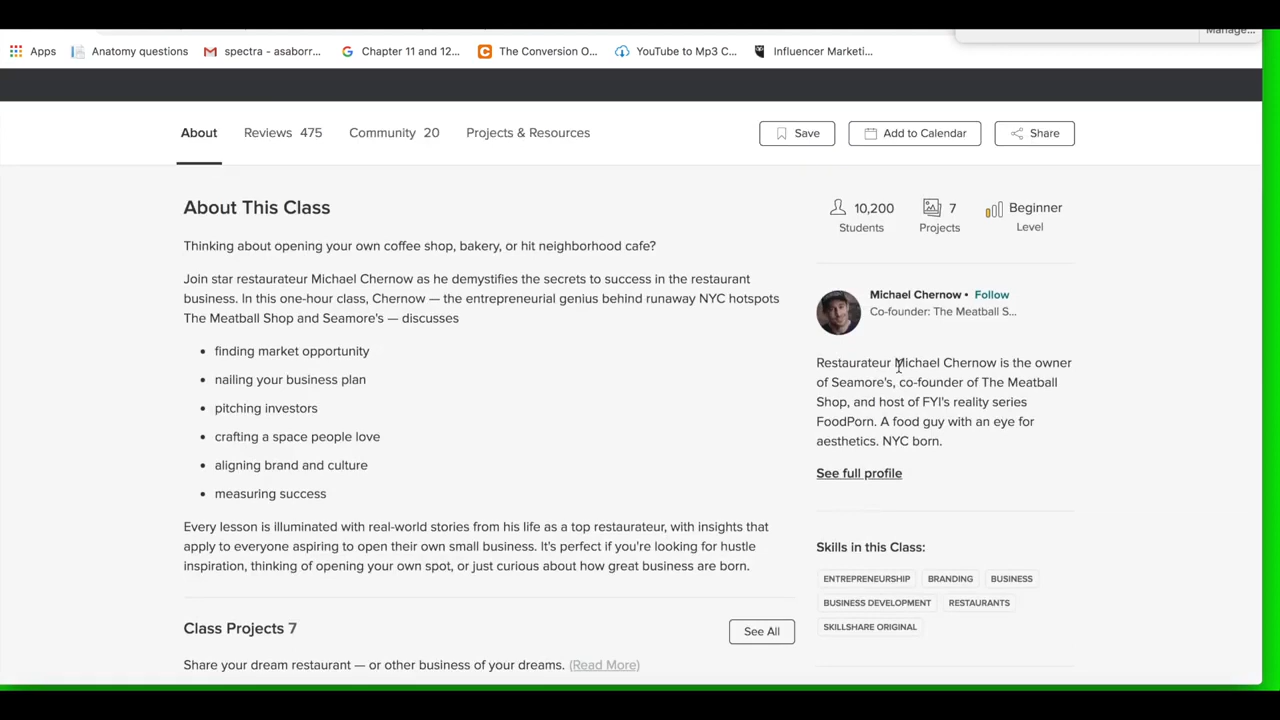 Manage...
Apps
Anatomy questions
spectra - asaborr...
Chapter 11 and 12...
The Conversion O...
YouTube to Mp3 C...
Influencer Marketi...
About
Reviews 475
Community 20
Projects & Resources
Save
Add to Calendar
Share
About This Class
Thinking about opening your own coffee shop, bakery, or hit neighborhood cafe?
Join star restaurateur Michael Chernow as he demystifies the secrets to success in the restaurant
business. In this one-hour class, Chernow — the entrepreneurial genius behind runaway NYC hotspots
The Meatball Shop and Seamore's — discusses
• finding market opportunity
• nailing your business plan
• pitching investors
• crafting a space people love
• aligning brand and culture
• measuring success
Every lesson is illuminated with real-world stories from his life as a top restaurateur, with insights that
apply to everyone aspiring to open their own small business. It's perfect if you're looking for hustle
inspiration, thinking of opening your own spot, or just curious about how great business are born.
Class Projects 7
See All
Share your dream restaurant — or other business of your dreams. (Read More)
10,200
Students
7
Projects
Beginner
Level
Michael Chernow • Follow
Co-founder: The Meatball S...
Restaurateur Michael Chernow is the owner
of Seamore's, co-founder of The Meatball
Shop, and host of FYI's reality series
FoodPorn. A food guy with an eye for
aesthetics. NYC born.
See full profile
Skills in this Class:
ENTREPRENEURSHIP
BRANDING
BUSINESS
BUSINESS DEVELOPMENT
RESTAURANTS
SKILLSHARE ORIGINAL